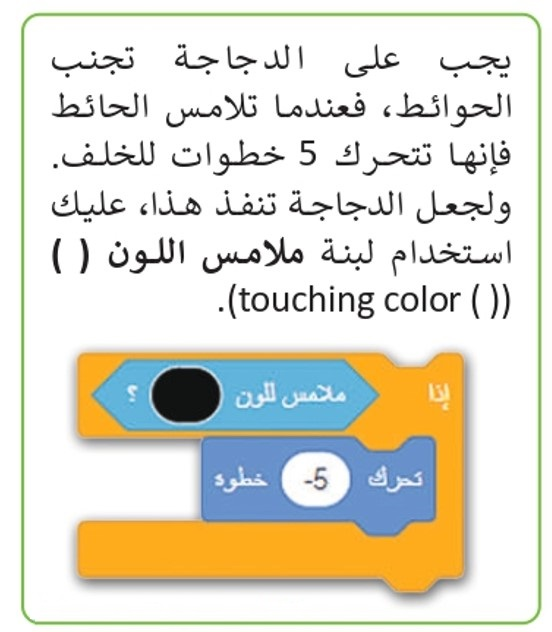 يجب على الدجاجة تجنب
الحوائط، فعندما تلامس الحائط
فإنها تتحرك 5 خطوات للخلف.
ولجعل الدجاجة تنفذ هذا، عليك
استخدام لبنة ملامس اللون ( )
(touching color ( )).
إذا ملامس للون ؟
تحرك -5 خطوة